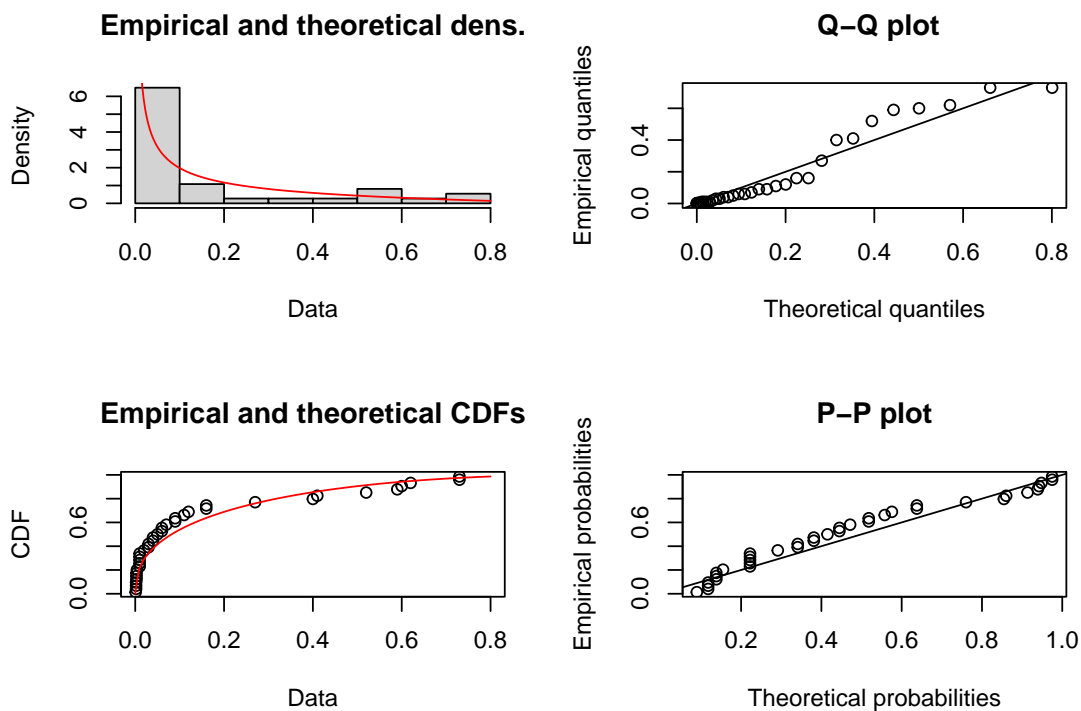 Empirical and theoretical dens.
Density
0 2 4 6
0.0 0.2 0.4 0.6 0.8
Data
Q−Q plot
Empirical quantiles
0.0 0.4
0.0 0.2 0.4 0.6 0.8
Theoretical quantiles
Empirical and theoretical CDFs
CDF
0.0 0.6
0.0 0.2 0.4 0.6 0.8
Data
P−P plot
Empirical probabilities
0.0 0.6
0.2 0.4 0.6 0.8 1.0
Theoretical probabilities